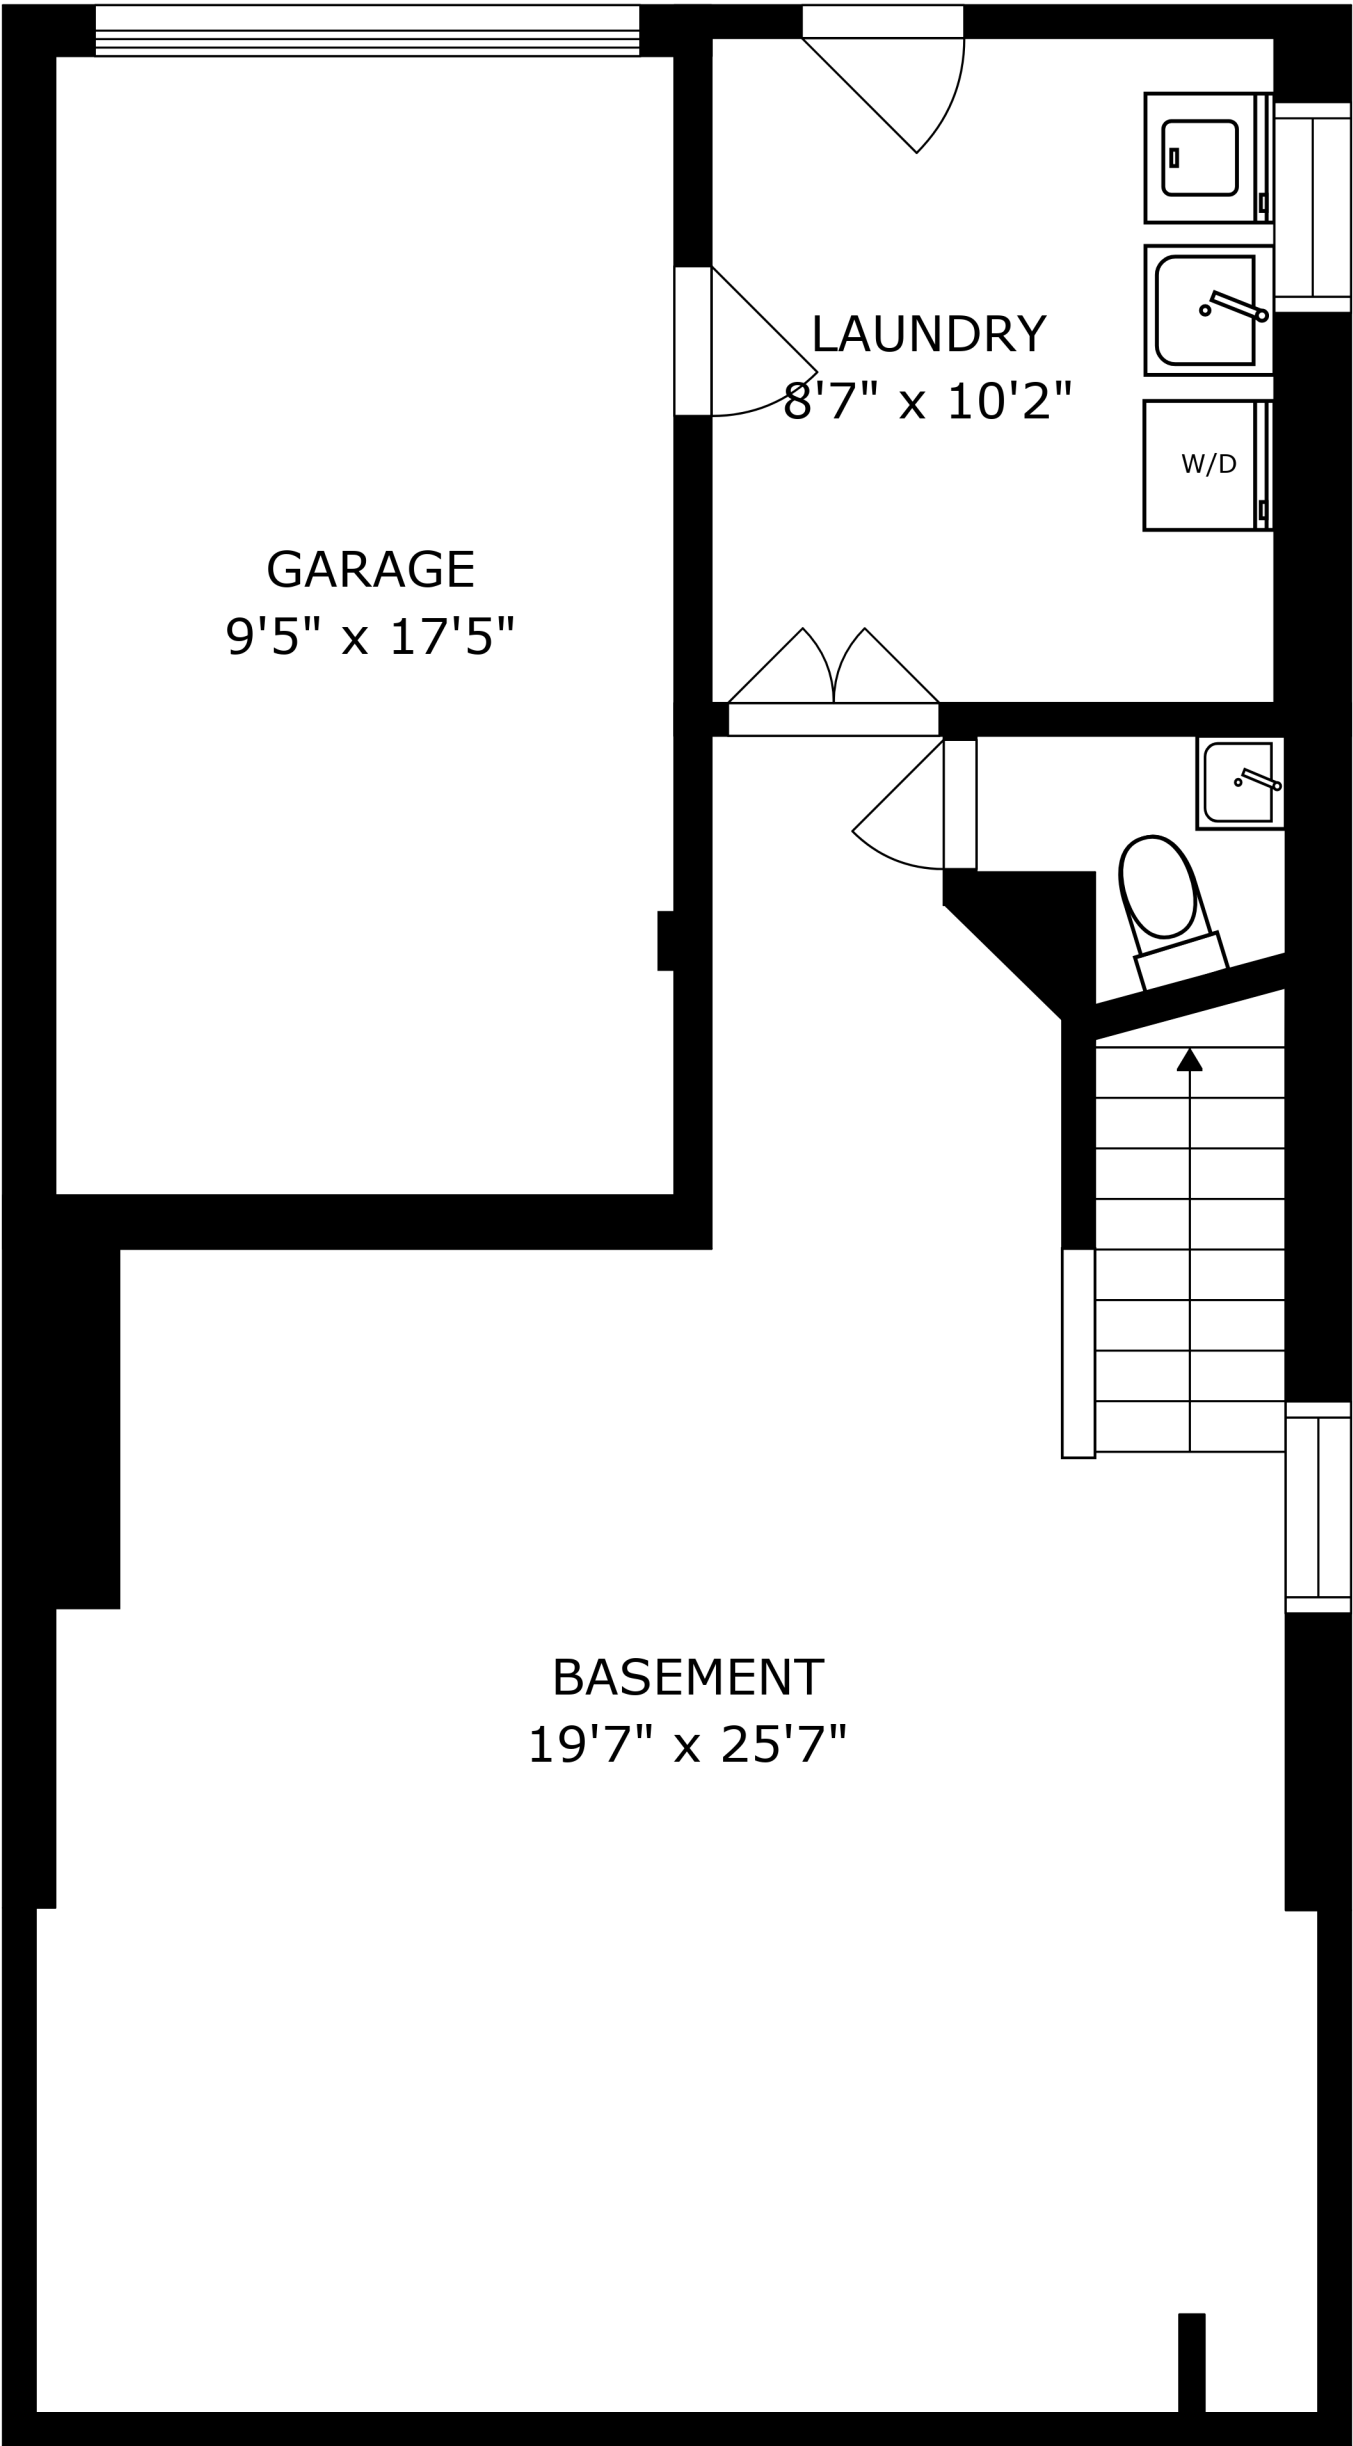 LAUNDRY
8'7" x 10'2"
W/D
GARAGE
9'5" x 17'5"
BASEMENT
19'7" x 25'7"